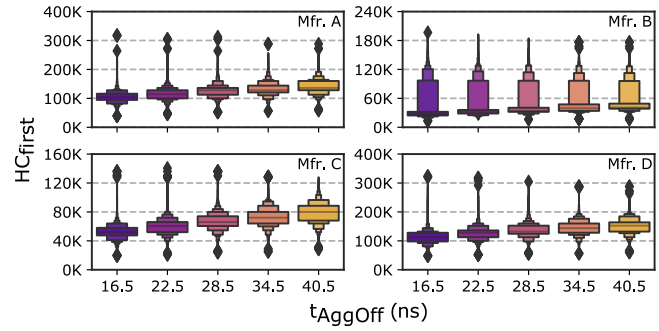 400K
300K
200K
100K
0K
Mfr. A
240K
180K
120K
60K
0K
Mfr. B
HCfirst
160K
120K
80K
40K
0K
Mfr. C
400K
300K
200K
100K
0K
Mfr. D
16.5 22.5 28.5 34.5 40.5
16.5 22.5 28.5 34.5 40.5
tAggOff (ns)